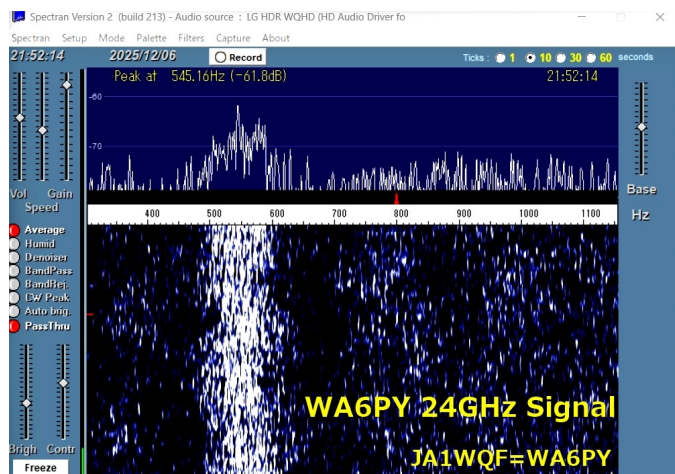 Spectran Version 2 (build 213) - Audio source : LG HDR WQHD (HD Audio Driver fo
Spectran Setup Mode Palette Filters Capture About
21:52:14 2025/12/06 Record Ticks : 1 10 30 60 seconds
Peak at 545.16Hz (-61.8dB) 21:52:14
-60
-70
Vol Gain
Speed
Base
Hz
400 500 600 700 800 900 1000 1100
Average
Humid
Denoiser
BandPass
BandRej.
CW Peak
Auto brig.
PassThru
WA6PY 24GHz Signal
JA1WQF=WA6PY
Brigh Contr
Freeze